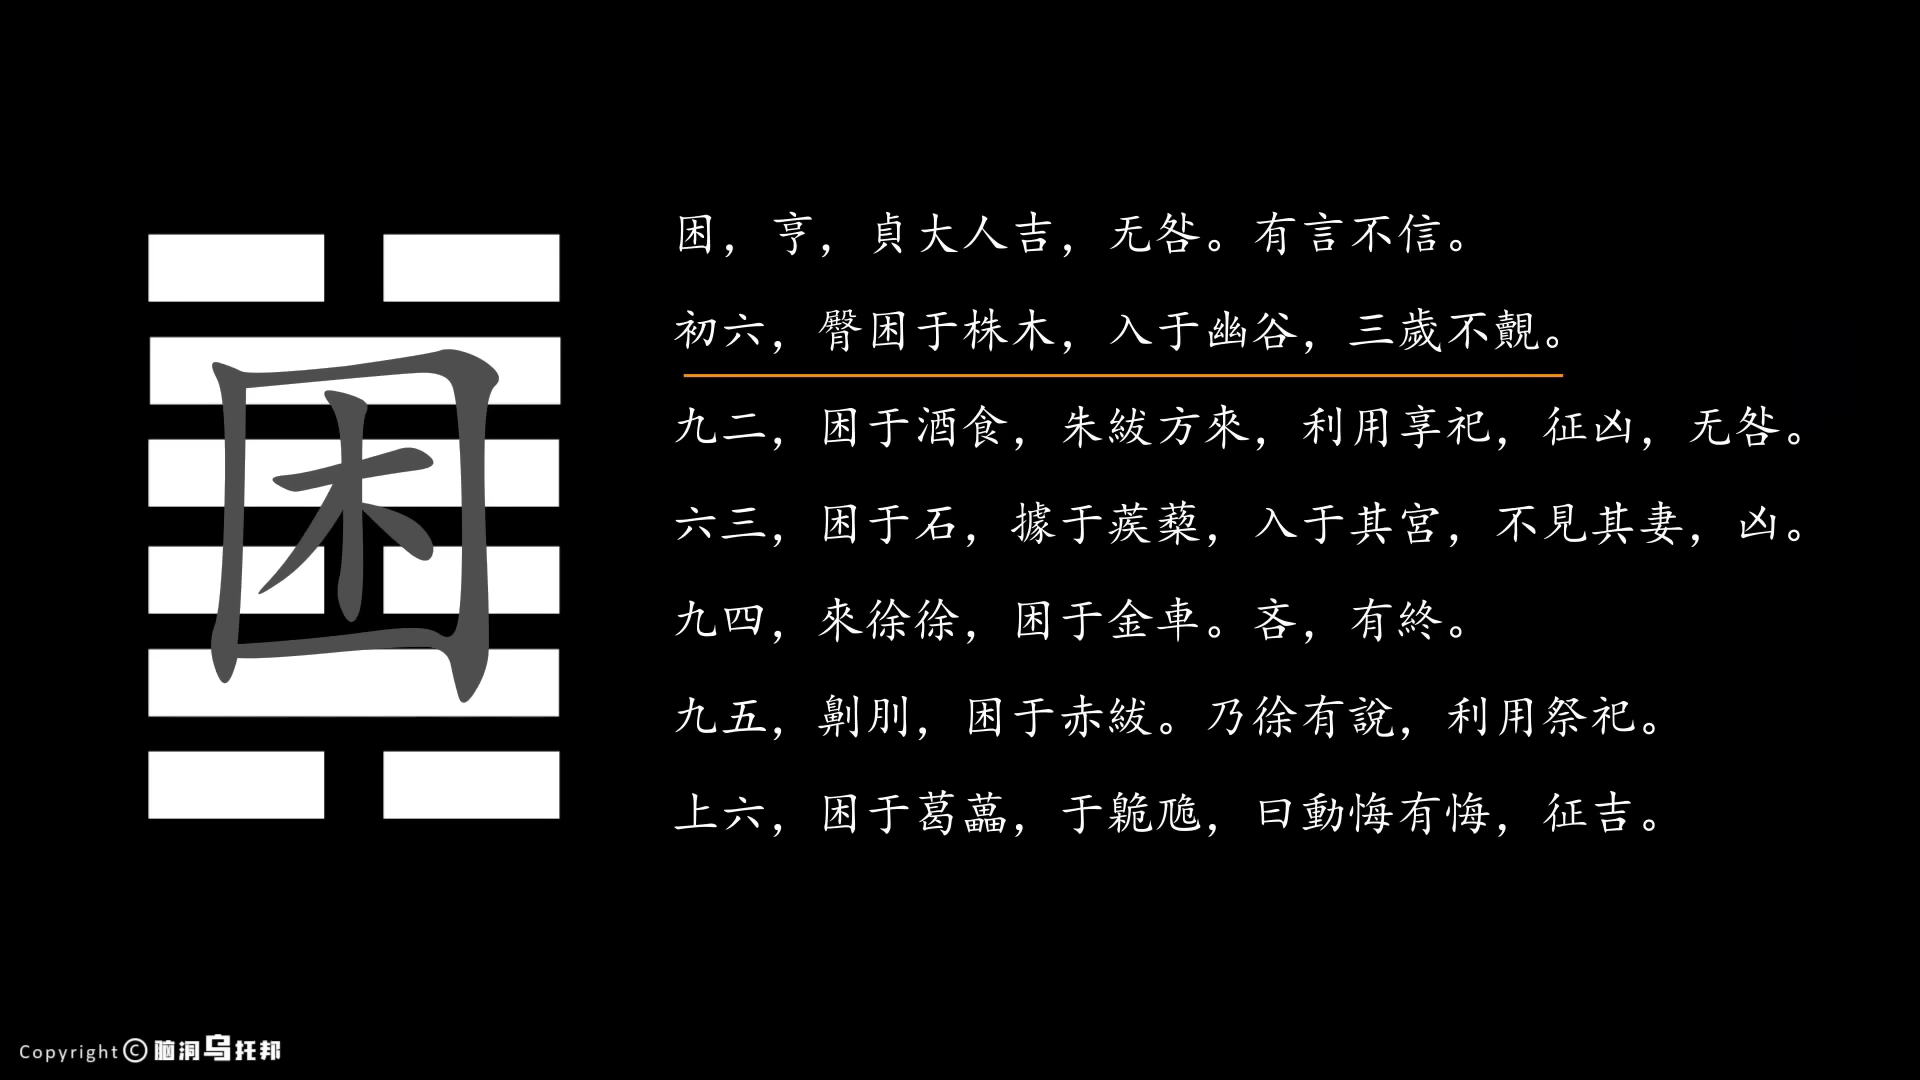 困
困，亨，貞大人吉，无咎。有言不信。
初六，臀困于株木，入于幽谷，三歲不覿。
九二，困于酒食，朱紱方來，利用享祀，征凶，无咎。
六三，困于石，據于蒺蔾，入于其宮，不見其妻，凶。
九四，來徐徐，困于金車。吝，有終。
九五，劓刖，困于赤紱。乃徐有說，利用祭祀。
上六，困于葛藟，于臲卼，曰動悔有悔，征吉。
Copyright©脑洞乌托邦